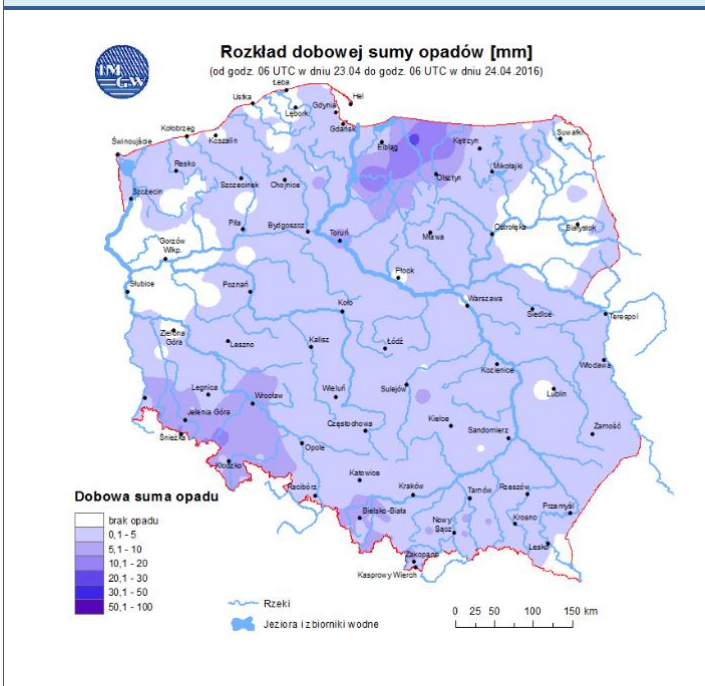 Rozkład dobowej sumy opadów [mm]
(od godz. 06 UTC w dniu 23.04 do godz. 06 UTC w dniu 24.04.2016)
IM
GW
Łeba
Ustka
Hel
Lębork
Gdynia
Gdańsk
Kołobrzeg
Koszalin
Świnoujście
Elbląg
Kętrzyn
Suwałki
Resko
Szczecinek
Chojnice
Olsztyn
Mikołajki
Szczecin
Piła
Bydgoszcz
Toruń
Mława
Ostrołęka
Białystok
Gorzów
Wlkp.
Płock
Słubice
Poznań
Koło
Warszawa
Siedlce
Terespol
Zielona
Góra
Leszno
Kalisz
Łódź
Kozienice
Włodawa
Legnica
Wrocław
Wieluń
Sulejów
Lublin
Jelenia Góra
Częstochowa
Kielce
Sandomierz
Zamość
Śnieżka
Opole
Kłodzko
Katowice
Racibórz
Kraków
Tarnów
Rzeszów
Przemyśl
Bielsko-Biała
Nowy
Sącz
Krosno
Lesko
Zakopane
Kasprowy Wierch
Dobowa suma opadu
brak opadu
0,1 - 5
5,1 - 10
10,1 - 20
20,1 - 30
30,1 - 50
50,1 - 100
Rzeki
Jeziora i zbiorniki wodne
0 25 50 100 150 km